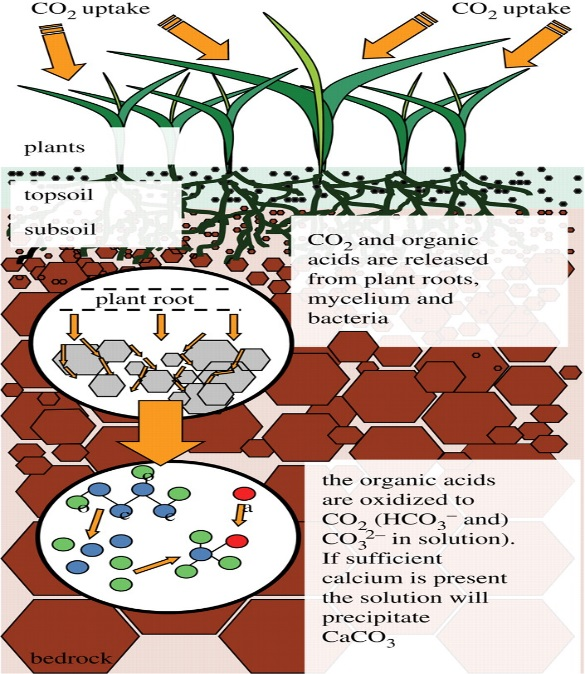 CO2 uptake
CO2 uptake
plants
topsoil
subsoil
CO2 and organic
acids are released
from plant roots,
mycelium and
bacteria
plant root
the organic acids
are oxidized to
CO2 (HCO3− and)
CO32− in solution).
If sufficient
calcium is present
the solution will
precipitate
CaCO3
bedrock